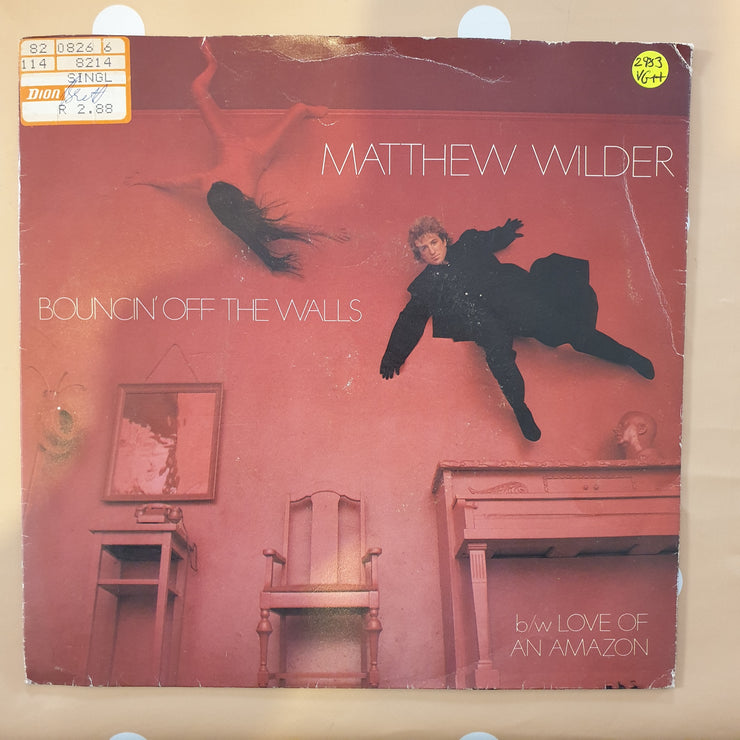 82 0826 6
114 8214
SINGL
DION
R 2.88
2953
VG++
MATTHEW WILDER
BOUNCIN' OFF THE WALLS
b/w LOVE OF
AN AMAZON